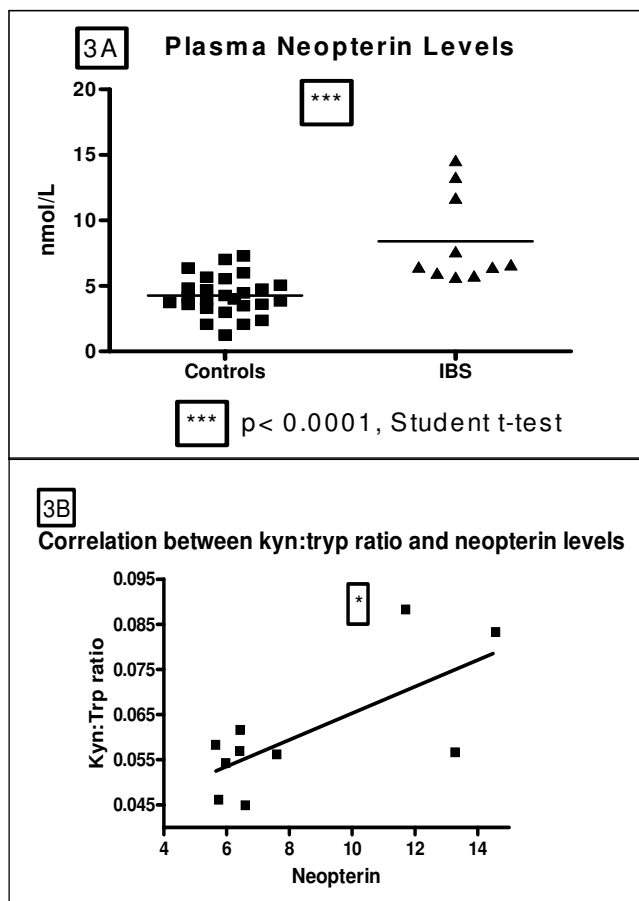 3A Plasma Neopterin Levels
20
***
15
nmol/L
10
5
0
Controls IBS
*** p< 0.0001, Student t-test
3B
Correlation between kyn:tryp ratio and neopterin levels
0.095
*
0.085
0.075
Kyn:Trp ratio
0.065
0.055
0.045
4 6 8 10 12 14
Neopterin